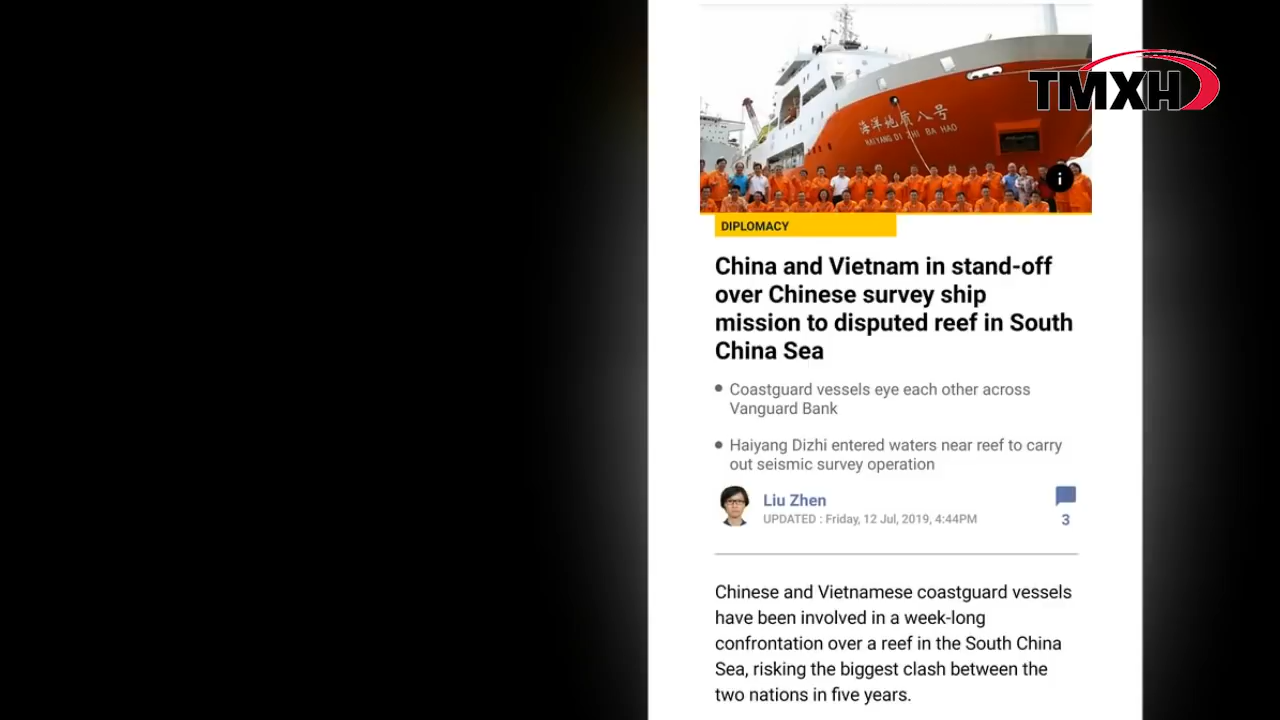 TMXH
海洋地质八号
HAIYANG DI ZHI BA HAO
DIPLOMACY
China and Vietnam in stand-off
over Chinese survey ship
mission to disputed reef in South
China Sea
Coastguard vessels eye each other across
Vanguard Bank
Haiyang Dizhi entered waters near reef to carry
out seismic survey operation
Liu Zhen
UPDATED : Friday, 12 Jul, 2019, 4:44PM
3
Chinese and Vietnamese coastguard vessels
have been involved in a week-long
confrontation over a reef in the South China
Sea, risking the biggest clash between the
two nations in five years.